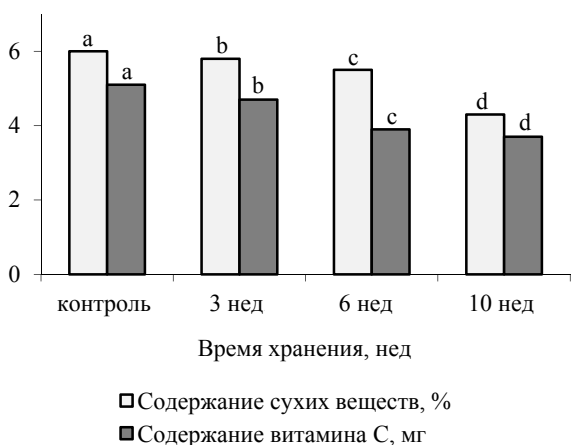 a
b
c
d
a
b
c
d
6
4
2
0
контроль 3 нед 6 нед 10 нед
Время хранения, нед
Содержание сухих веществ, %
Содержание витамина С, мг